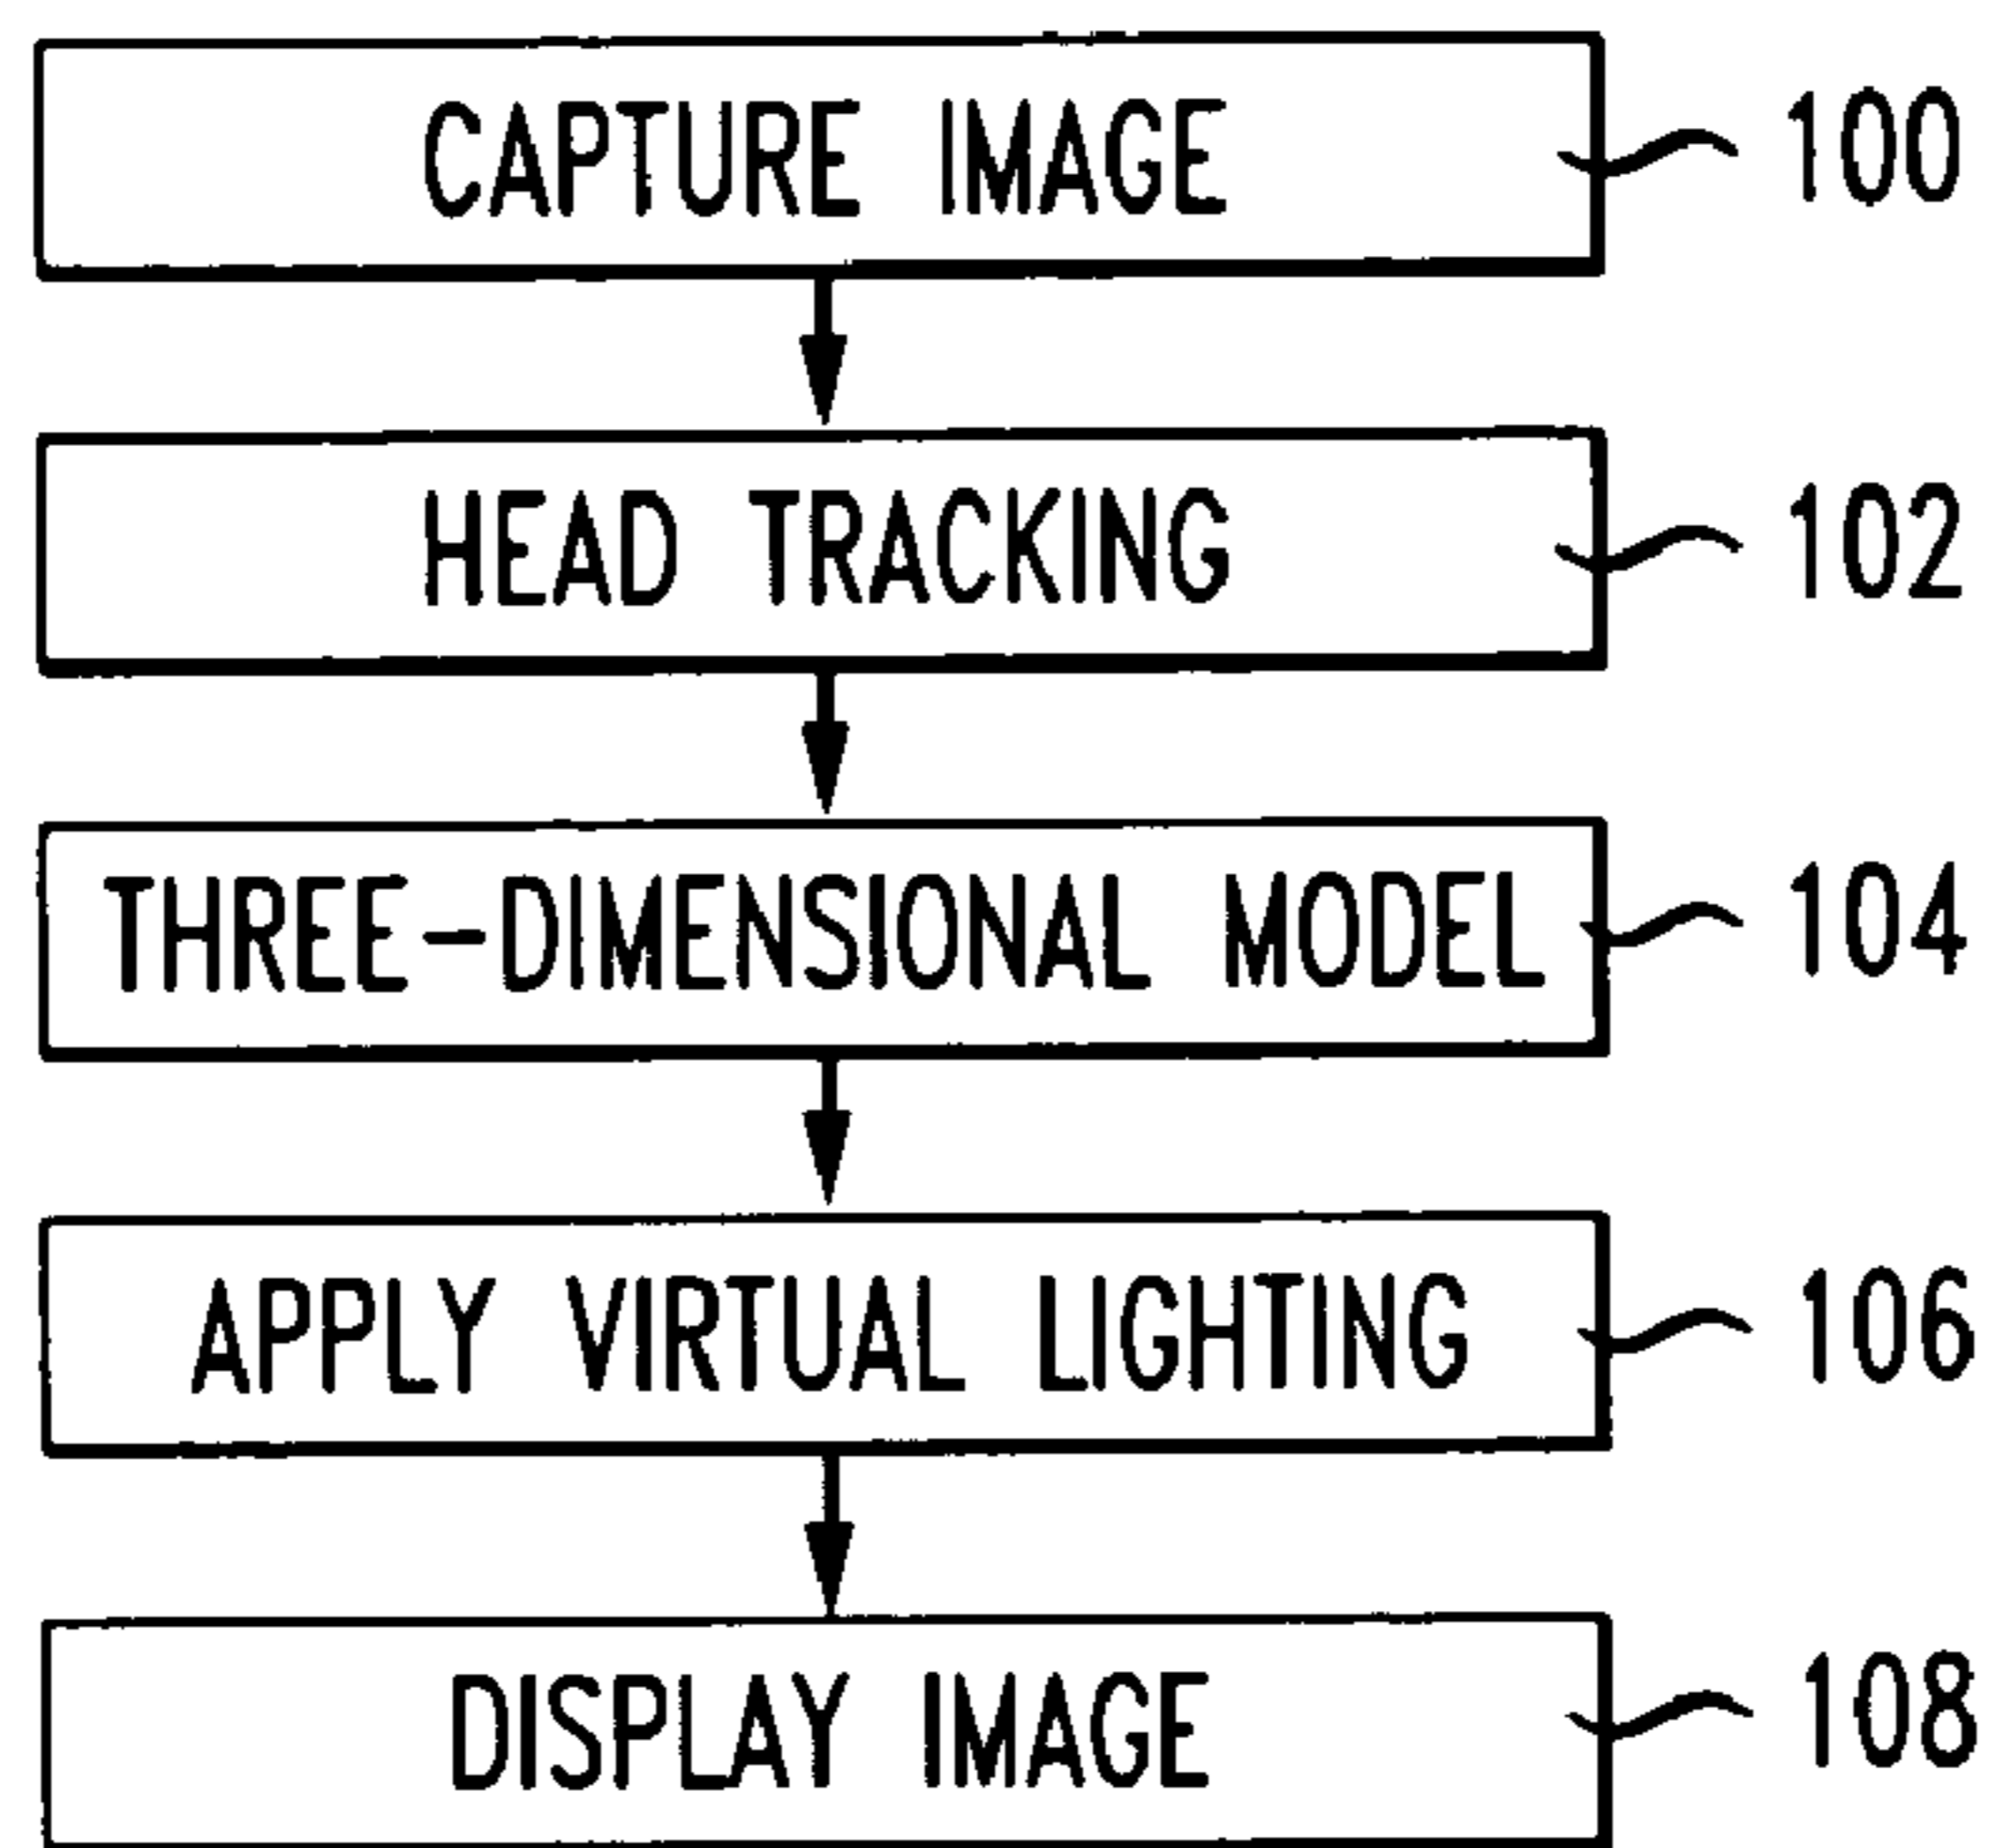 CAPTURE IMAGE 100
HEAD TRACKING 102
THREE-DIMENSIONAL MODEL 104
APPLY VIRTUAL LIGHTING 106
DISPLAY IMAGE 108